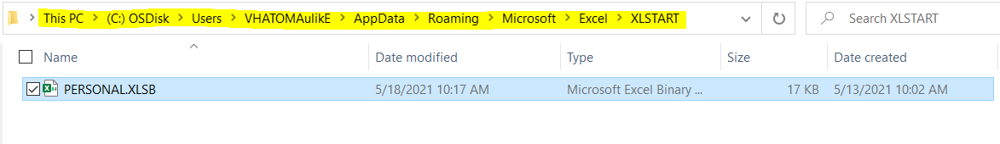 This PC > (C:) OSDisk > Users > VHATOMAulikE > AppData > Roaming > Microsoft > Excel > XLSTART Search XLSTART
Name Date modified Type Size Date created
PERSONAL.XLSB 5/18/2021 10:17 AM Microsoft Excel Binary ... 17 KB 5/13/2021 10:02 AM